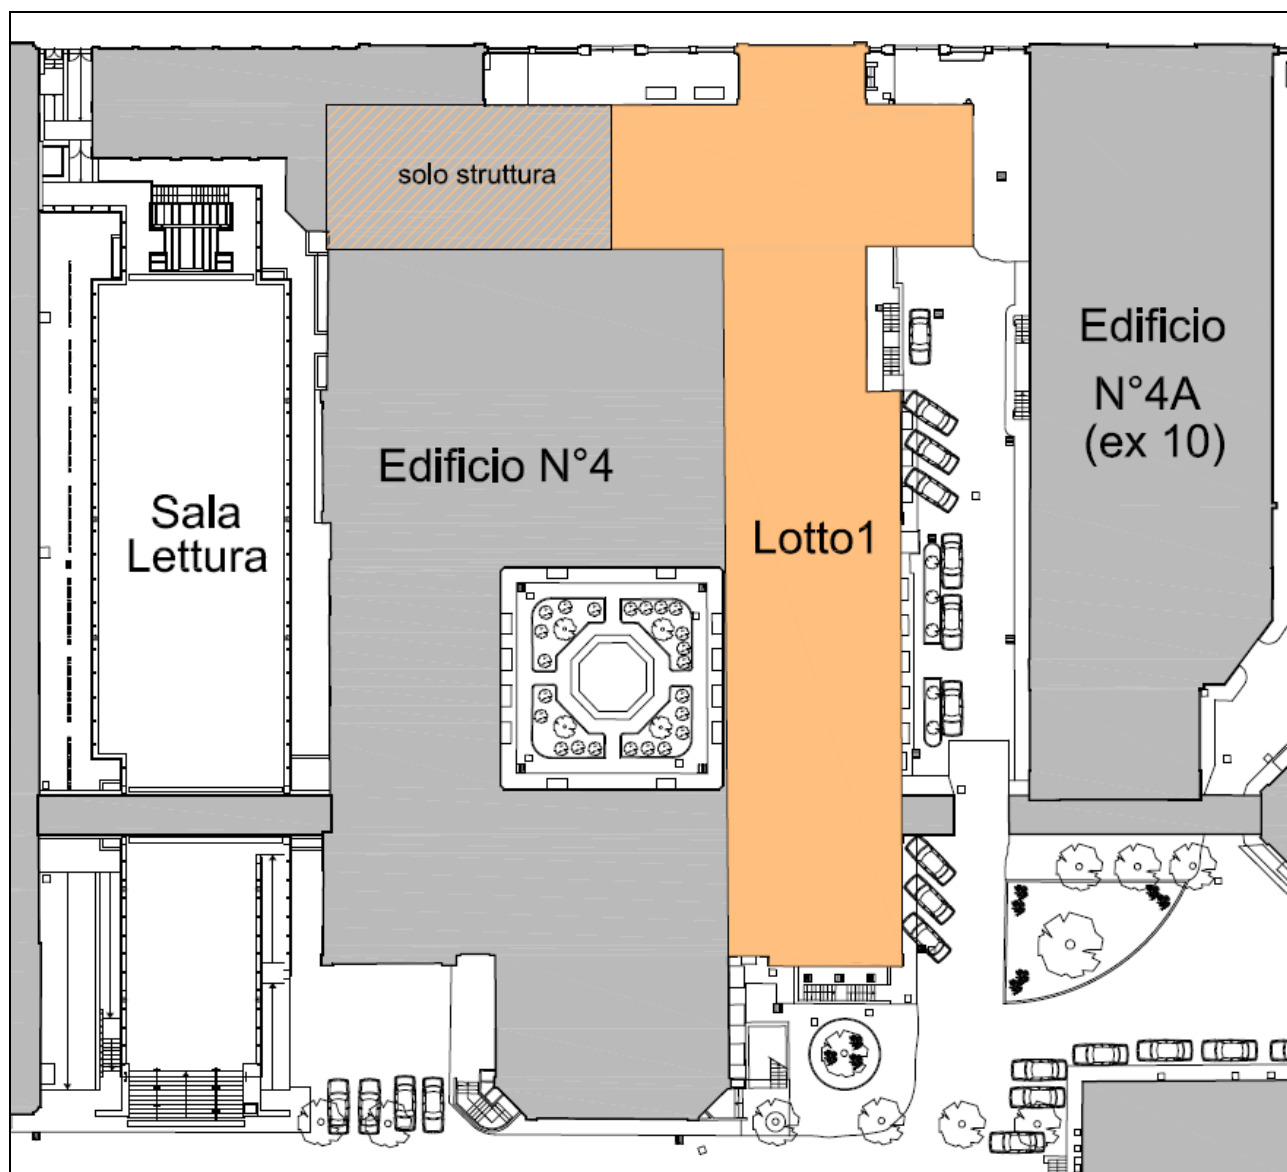 solo struttura
Edificio
N°4A
(ex 10)
Edificio N°4
Sala
Lettura
Lotto1